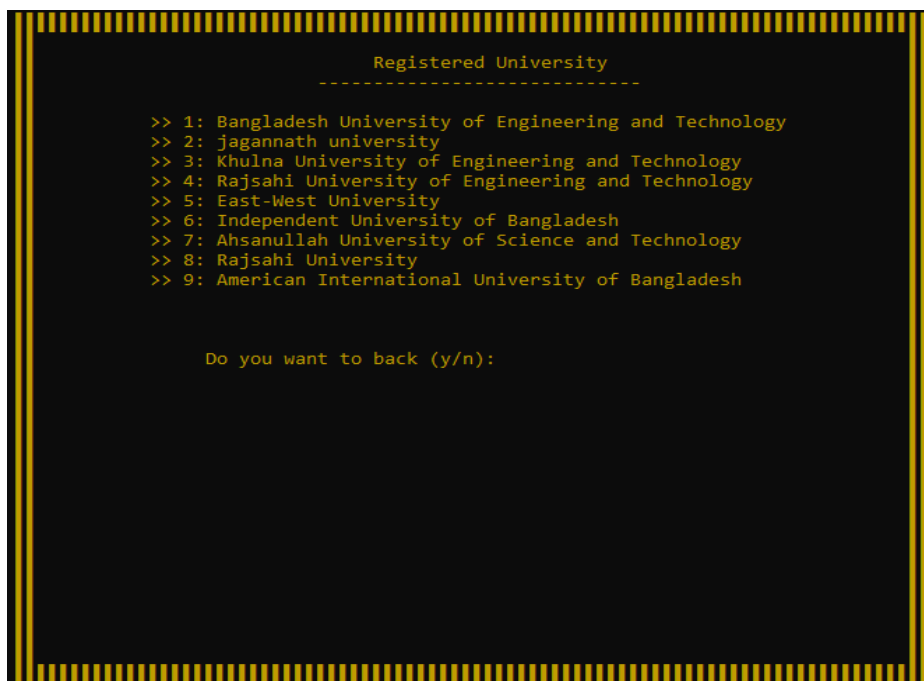 Registered University
-----------------------------
>> 1: Bangladesh University of Engineering and Technology
>> 2: jagannath university
>> 3: Khulna University of Engineering and Technology
>> 4: Rajsahi University of Engineering and Technology
>> 5: East-West University
>> 6: Independent University of Bangladesh
>> 7: Ahsanullah University of Science and Technology
>> 8: Rajsahi University
>> 9: American International University of Bangladesh
Do you want to back (y/n):